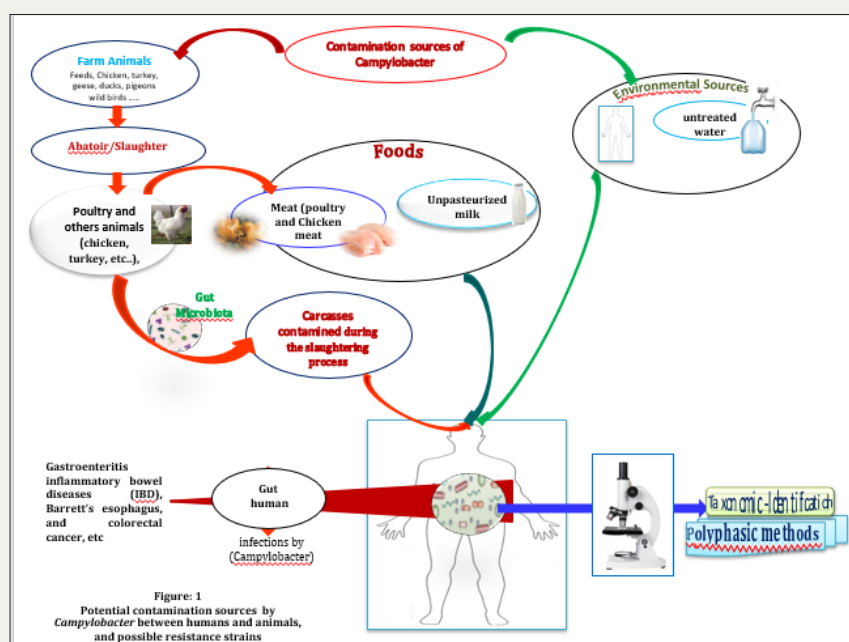 Contamination sources of
Campylobacter
Farm Animals
Feeds, Chicken, turkey,
geese, ducks, pigeons
wild birds .....
Environmental Sources
untreated
water
Abatoir/Slaughter
Foods
Poultry and
others animals
(chicken,
turkey, etc..),
Meat (poultry
and Chicken
meat
Unpasteurized
milk
Gut
Microbiota
Carcasses
contamined during
the slaughtering
process
Gastroenteritis
inflammatory bowel
diseases (IBD),
Barrett's esophagus,
and colorectal
cancer, etc
Gut
human
infections by
(Campylobacter)
Taxonomic-Identifcation
Polyphasic methods
Figure: 1
Potential contamination sources by
Campylobacter between humans and animals,
and possible resistance strains